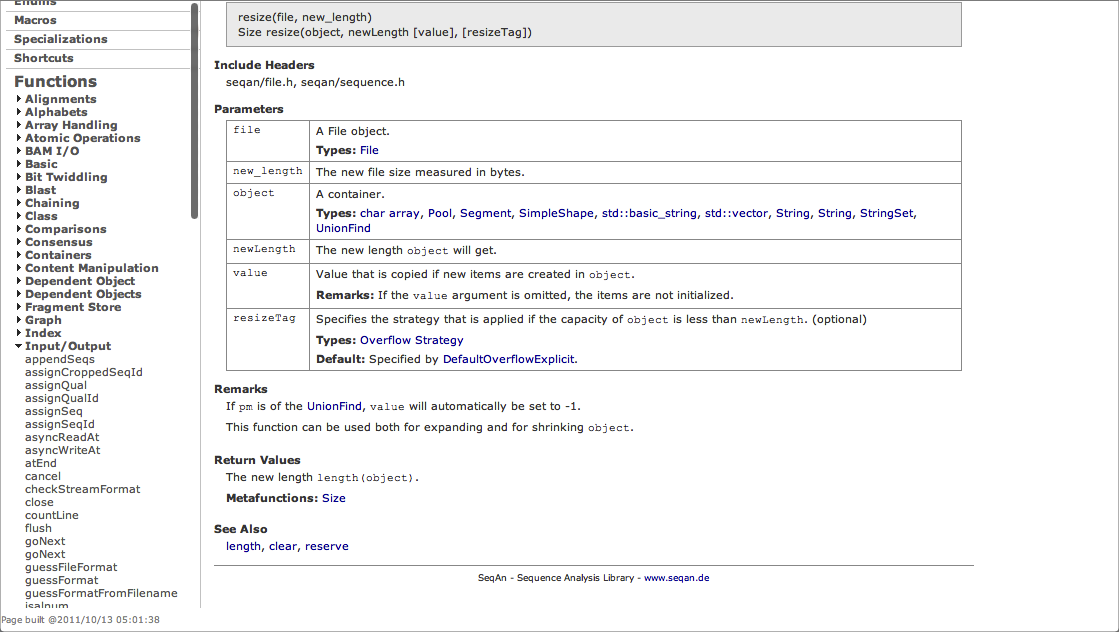 Enums
Macros
Specializations
Shortcuts
Functions
Alignments
Alphabets
Array Handling
Atomic Operations
BAM I/O
Basic
Bit Twiddling
Blast
Chaining
Class
Comparisons
Consensus
Containers
Content Manipulation
Dependent Object
Dependent Objects
Fragment Store
Graph
Index
Input/Output
appendSeqs
assignCroppedSeqId
assignQual
assignQualId
assignSeq
assignSeqId
asyncReadAt
asyncWriteAt
atEnd
cancel
checkStreamFormat
close
countLine
flush
goNext
goNext
guessFileFormat
guessFormat
guessFormatFromFilename
isalnum
Page built @2011/10/13 05:01:38
resize(file, new_length)
Size resize(object, newLength [value], [resizeTag])
Include Headers
seqan/file.h, seqan/sequence.h
Parameters
file
A File object.
Types: File
new_length The new file size measured in bytes.
object
A container.
Types: char array, Pool, Segment, SimpleShape, std::basic_string, std::vector, String, String, StringSet,
UnionFind
newLength The new length object will get.
value
Value that is copied if new items are created in object.
Remarks: If the value argument is omitted, the items are not initialized.
resizeTag
Specifies the strategy that is applied if the capacity of object is less than newLength. (optional)
Types: Overflow Strategy
Default: Specified by DefaultOverflowExplicit.
Remarks
If pm is of the UnionFind, value will automatically be set to -1.
This function can be used both for expanding and for shrinking object.
Return Values
The new length length(object).
Metafunctions: Size
See Also
length, clear, reserve
SeqAn - Sequence Analysis Library - www.seqan.de